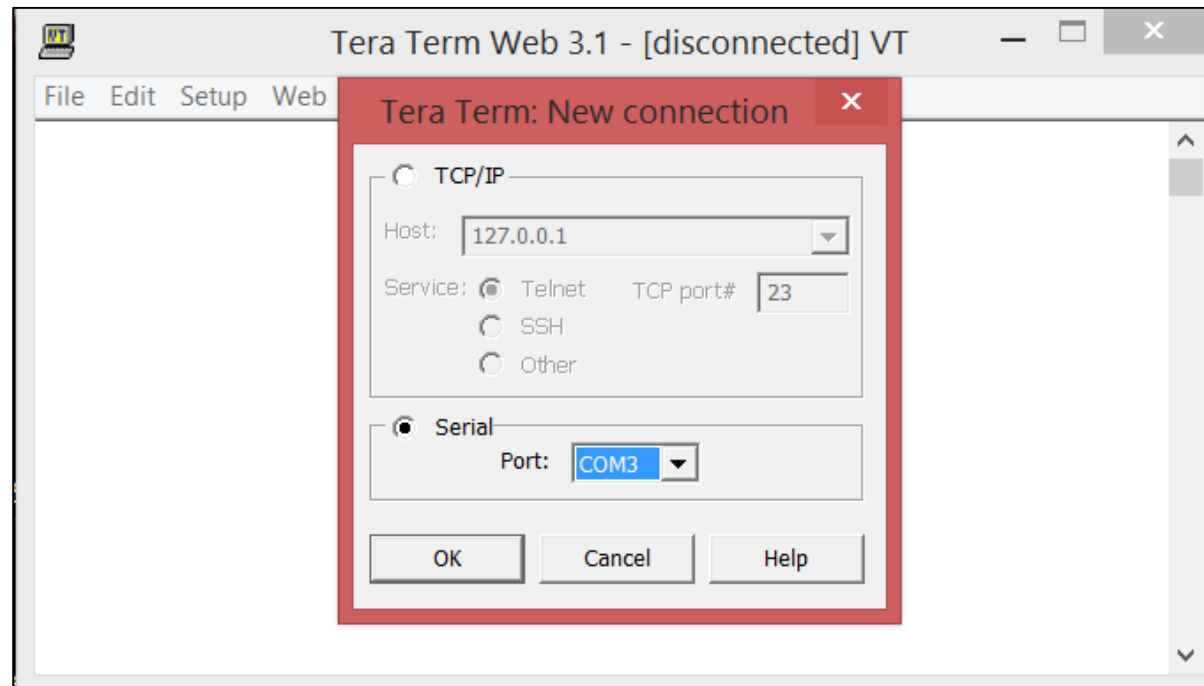 VT
Tera Term Web 3.1 - [disconnected] VT
File Edit Setup Web
Tera Term: New connection
TCP/IP
Host: 127.0.0.1
Service: Telnet TCP port# 23
SSH
Other
Serial
Port: COM3
OK Cancel Help